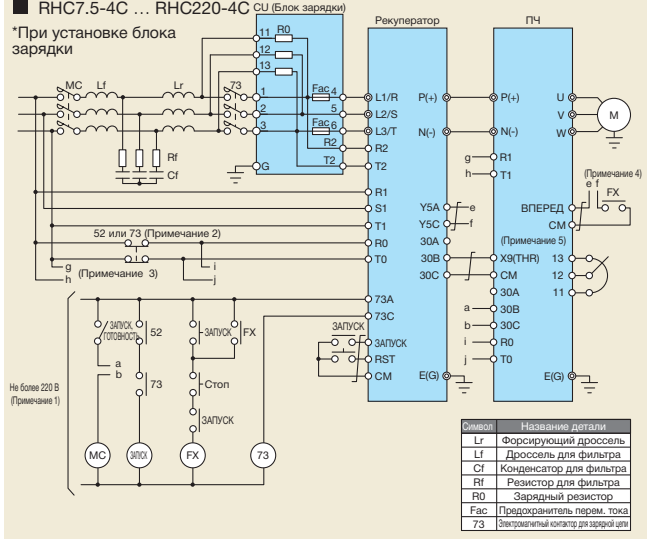 RHC7.5-4C ... RHC220-4C
CU (Блок зарядки)
*При установке блока
зарядки
Рекуператор
ПЧ
11 R0
12
13
MC Lf Lr 73
1 Fac 4
2 5
3 Fac 6
R2
T2
G
Rf
Cf
L1/R
L2/S
L3/T
R2
T2
R1
S1
T1
R0
T0
73A
73C
P(+)
N(-)
Y5A
Y5C
30A
30B
30C
e
f
P(+)
N(-)
g R1
h T1
U
V
W
M
(Примечание 4)
e f FX
ВПЕРЕД
CM
(Примечание 5)
X9(THR)
CM
30A
a 30B
b 30C
i R0
j T0
13
12
11
E(G)
52 или 73 (Примечание 2)
g (Примечание 3) i
h j
ЗАПУСК
ЗАПУСК
RST
CM
E(G)
ЗАПУСК,
ГОТОВНОСТЬ
52
ЗАПУСК
FX
a
b
73
Стоп
ЗАПУСК
Не более 220 В
(Примечание 1)
MC ЗАПУСК FX 73
Символ Название детали
Lr Форсирующий дроссель
Lf Дроссель для фильтра
Cf Конденсатор для фильтра
Rf Резистор для фильтра
R0 Зарядный резистор
Fac Предохранитель перем. тока
73 Электромагнитный контактор для зарядной цепи